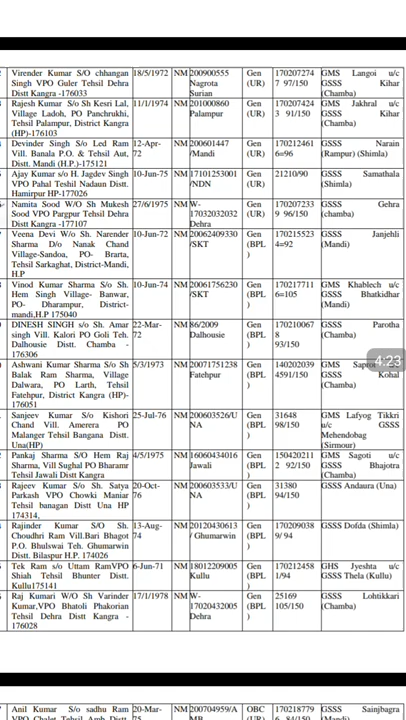 Virender Kumar S/O chhangan 18/5/1972 NM 200900555 Gen 170207274 GMS Langoi u/c
Singh VPO Guler Tehsil Dehra Nagrota (UR) 7 97/150 GSSS Kihar
Distt Kangra -176033 Surian (Chamba)
Rajesh Kumar S/o Sh Kesri Lal, 11/1/1974 NM 201000860 Gen 170207424 GMS Jakhral u/c
Village Ladoh, PO Panchrukhi, Palampur (UR) 3 91/150 GSSS Kihar
Tehsil Palampur, District Kangra (Chamba)
(HP)-176103
Devinder Singh S/o Led Ram 12-Apr- NM 200601447 Gen 170212461 GSSS Narain
Vill. Banala P.O. & Tehsil Aut, 72 /Mandi (UR) 6=96 (Rampur) (Shimla)
Distt. Mandi (H.P.)-175121
Ajay Kumar s/o H. Jagdev Singh 10-Jun-75 NM 17101253001 Gen 21210/90 GSSS Samathala
VPO Pahal Teshil Nadaun Distt. /NDN (UR) (Shimla)
Hamirpur HP-177026
Namita Sood W/O Sh Mukesh 27/6/1975 NM W- Gen 170207233 GSSS Gehra
Sood VPO Pargpur Tehsil Dehra 17032032032 (UR) 9 96/150 (chamba)
Distt Kangra -177107 Dehra
Veena Devi W/o Sh. Narender 10-Jun-72 NM 20062409330 Gen 170215523 GSSS Janjehli
Sharma D/o Nanak Chand /SKT (BPL 4=92 (Mandi)
Village-Sandoa, PO- Brarta, )
Tehsil Sarkaghat, District-Mandi,
H.P
Vinod Kumar Sharma S/o Sh. 10-Jun-74 NM 20061756230 Gen 170217711 GMS Khablech u/c
Hem Singh Village- Banwar, /SKT (BPL 6=105 GSSS Bhatkidhar
PO- Dharampur, District- ) (Mandi)
mandi,H.P 175040
DINESH SINGH s/o Sh. Amar 22-Mar- NM 86/2009 Gen 170210067 GSSS Parotha
singh Vill. Kalori PO Goli Teh. 72 Dalhousie (BPL 8 (Chamba)
Dalhousie Distt. Chamba - ) 93/150
176306
Ashwani Kumar Sharma S/o Sh 5/3/1973 NM 20071751238 Gen 140202039 GMS
Balak Ram Sharma, Village Fatehpur (BPL 4591/150 GSSS Kohal
Dalwara, PO Larth, Tehsil ) (Chamba)
Fatehpur, District Kangra (HP)-
176051
4:23
Sanjeev Kumar S/o Kishori 25-Jul-76 NM 200603526/U Gen 31648 GMS Lafyog Tikkri
Chand Vill. Amerera PO NA (BPL 98/150 u/c GSSS
Malanger Tehsil Bangana Distt. ) Mehendobag
Una(HP) (Sirmour)
Pankaj Sharma S/O Hem Raj 4/5/1975 NM 16060434016 Gen 150420211 GMS Sagoti u/c
Sharma, Vill Sughal PO Bharamr Jawali (BPL 2 92/150 GSSS Bhajotra
Tehsil Jawali Distt Kangra ) (Chamba)
Rajeev Kumar S/o Sh. Satya 20-Oct- NM 200603533/U Gen 31380 GSSS Andaura (Una)
Parkash VPO Chowki Maniar 76 NA (BPL 94/150
Tehsil banagan Distt Una HP )
174314,
Rajinder Kumar S/O Sh. 13-Aug- NM 20120430613 Gen 170209038 GSSS Dofda (Shimla)
Choudhri Ram Vill.Bari Bhagot 74 / Ghumarwin (BPL 9/ 94
P.O. Bhulswai Teh. Ghumarwin )
Distt. Bilaspur H.P. 174026
Tek Ram s/o Uttam RamVPO 6-Jun-71 NM 18012209005 Gen 170212458 GHS Jyeshta u/c
Shiah Tehsil Bhunter Distt. Kullu (BPL 1/94 GSSS Thela (Kullu)
Kullu175141 )
Raj Kumari W/O Sh Varinder 17/1/1978 NM W- Gen 25169 GSSS Lohtikkari
Kumar,VPO Bhatoli Phakorian 17020432005 (BPL 105/150 (Chamba)
Tehsil Dehra Distt Kangra - Dehra )
176028
Anil Kumar S/o sadhu Ram 20-Mar- NM 200704959/A OBC 170218779 GSSS Sainjbagra